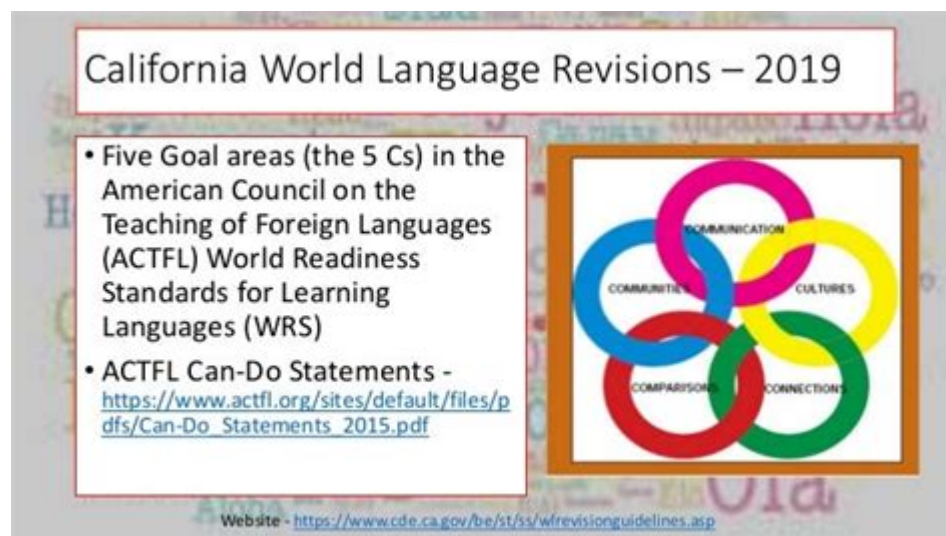 California World Language Revisions – 2019
• Five Goal areas (the 5 Cs) in the
American Council on the
Teaching of Foreign Languages
(ACTFL) World Readiness
Standards for Learning
Languages (WRS)
• ACTFL Can-Do Statements -
https://www.actfl.org/sites/default/files/p
dfs/Can-Do_Statements_2015.pdf
COMMUNICATION
COMMUNITIES
CULTURES
COMPARISONS
CONNECTIONS
Hola
Aloha
Ola
Website - https://www.cde.ca.gov/be/st/ss/wlrevisionguidelines.asp